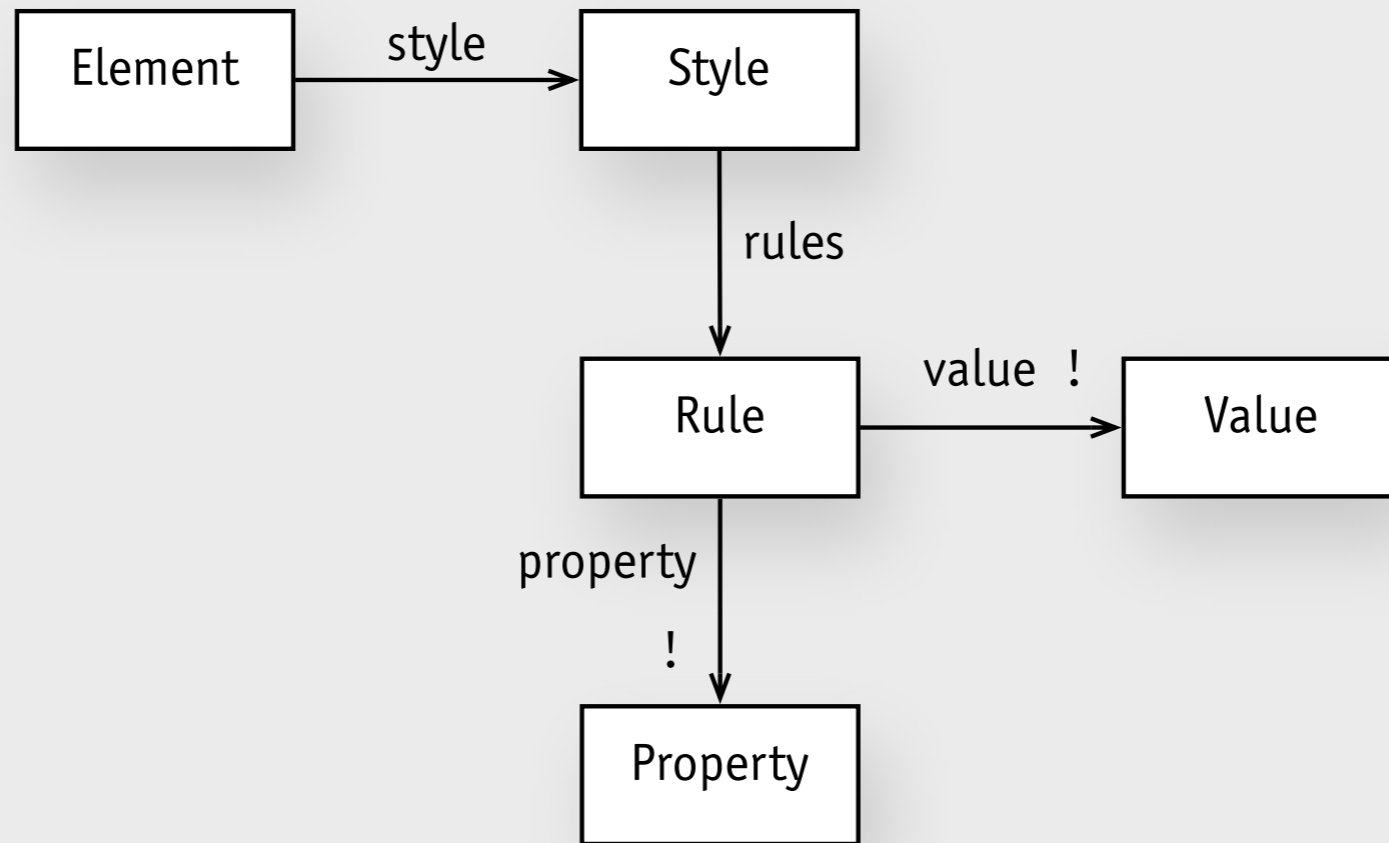 Element
style
Style
rules
Rule
value !
Value
property
!
Property